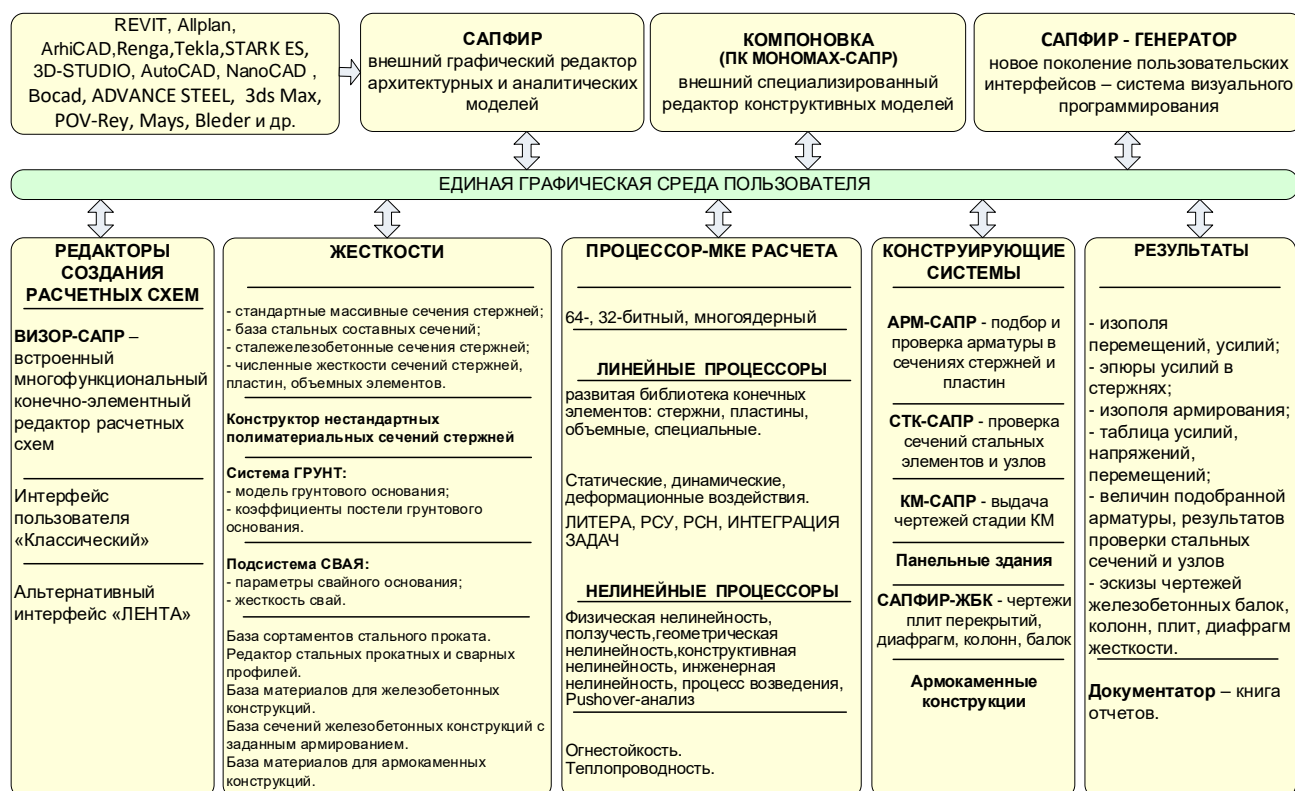 REVIT, Allplan,
ArhiCAD,Renga,Tekla,STARK ES,
3D-STUDIO, AutoCAD, NanoCAD ,
Bocad, ADVANCE STEEL, 3ds Max,
POV-Rey, Mays, Bleder и др.
САПФИР
внешний графический редактор
архитектурных и аналитических
моделей
КОМПОНОВКА
(ПК МОНОМАХ-САПР)
внешний специализированный
редактор конструктивных моделей
САПФИР - ГЕНЕРАТОР
новое поколение пользовательских
интерфейсов – система визуального
программирования
ЕДИНАЯ ГРАФИЧЕСКАЯ СРЕДА ПОЛЬЗОВАТЕЛЯ
РЕДАКТОРЫ
СОЗДАНИЯ
РАСЧЕТНЫХ СХЕМ
ВИЗОР-САПР –
встроенный
многофункциональный
конечно-элементный
редактор расчетных
схем
Интерфейс
пользователя
«Классический»
Альтернативный
интерфейс «ЛЕНТА»
ЖЕСТКОСТИ
- стандартные массивные сечения стержней;
- база стальных составных сечений;
- сталежелезобетонные сечения стержней;
- численные жесткости сечений стержней,
пластин, объемных элементов.
Конструктор нестандартных
полиматериальных сечений стержней
Система ГРУНТ:
- модель грунтового основания;
- коэффициенты постели грунтового
основания.
Подсистема СВАЯ:
- параметры свайного основания;
- жесткость свай.
База сортаментов стального проката.
Редактор стальных прокатных и сварных
профилей.
База материалов для железобетонных
конструкций.
База сечений железобетонных конструкций с
заданным армированием.
База материалов для армокаменных
конструкций.
ПРОЦЕССОР-МКЕ РАСЧЕТА
64-, 32-битный, многоядерный
ЛИНЕЙНЫЕ ПРОЦЕССОРЫ
развитая библиотека конечных
элементов: стержни, пластины,
объемные, специальные.
Статические, динамические,
деформационные воздействия.
ЛИТЕРА, РСУ, РСН, ИНТЕГРАЦИЯ
ЗАДАЧ
НЕЛИНЕЙНЫЕ ПРОЦЕССОРЫ
Физическая нелинейность,
ползучесть,геометрическая
нелинейность,конструктивная
нелинейность, инженерная
нелинейность, процесс возведения,
Pushover-анализ
Огнестойкость.
Теплопроводность.
КОНСТРУИРУЮЩИЕ
СИСТЕМЫ
АРМ-САПР - подбор и
проверка арматуры в
сечениях стержней и
пластин
СТК-САПР - проверка
сечений стальных
элементов и узлов
КМ-САПР - выдача
чертежей стадии КМ
Панельные здания
САПФИР-ЖБК - чертежи
плит перекрытий,
диафрагм, колонн, балок
Армокаменные
конструкции
РЕЗУЛЬТАТЫ
- изополя
перемещений, усилий;
- эпюры усилий в
стержнях;
- изополя армирования;
- таблица усилий,
напряжений,
перемещений;
- величин подобранной
арматуры, результатов
проверки стальных
сечений и узлов
- эскизы чертежей
железобетонных балок,
колонн, плит, диафрагм
жесткости.
Документатор – книга
отчетов.